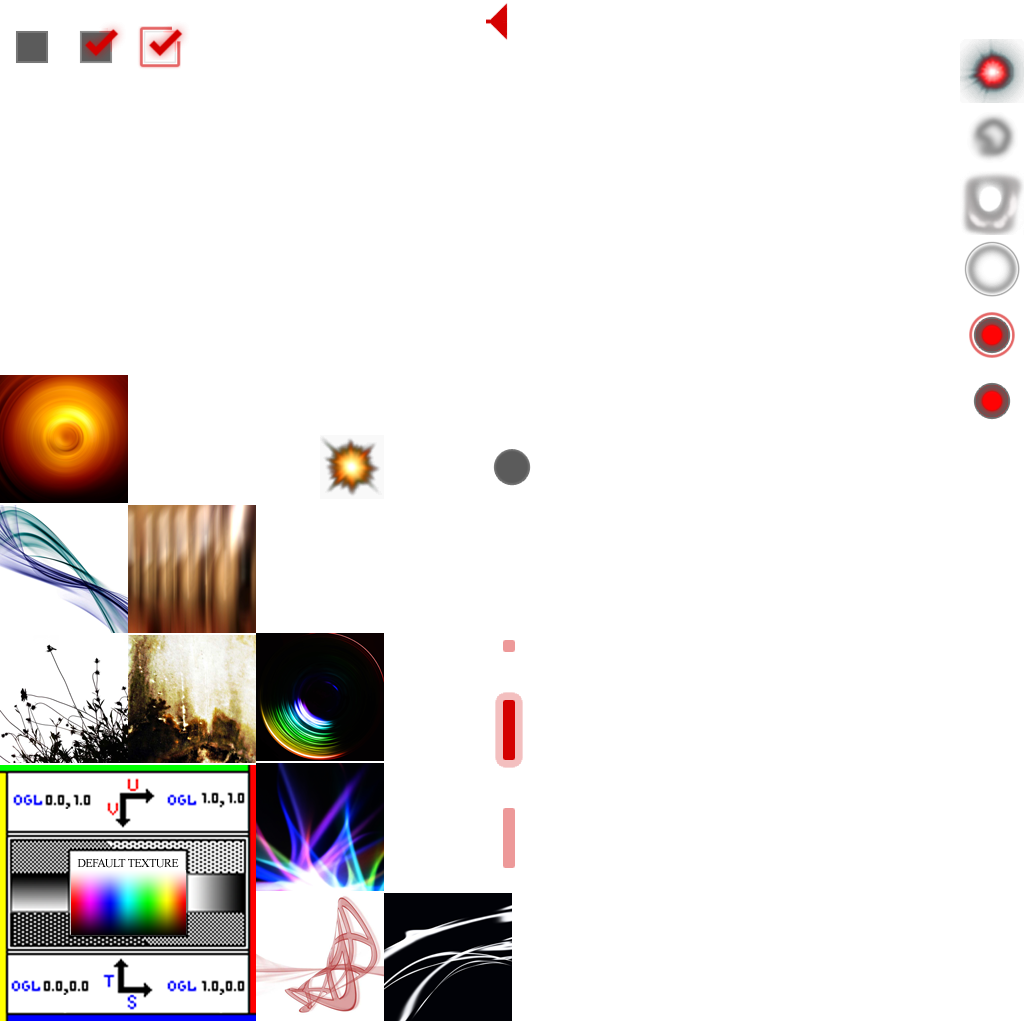 U
OGL 0.0, 1.0
OGL 1.0, 1.0
V
DEFAULT TEXTURE
T
OGL 0.0, 0.0
OGL 1.0, 0.0
S